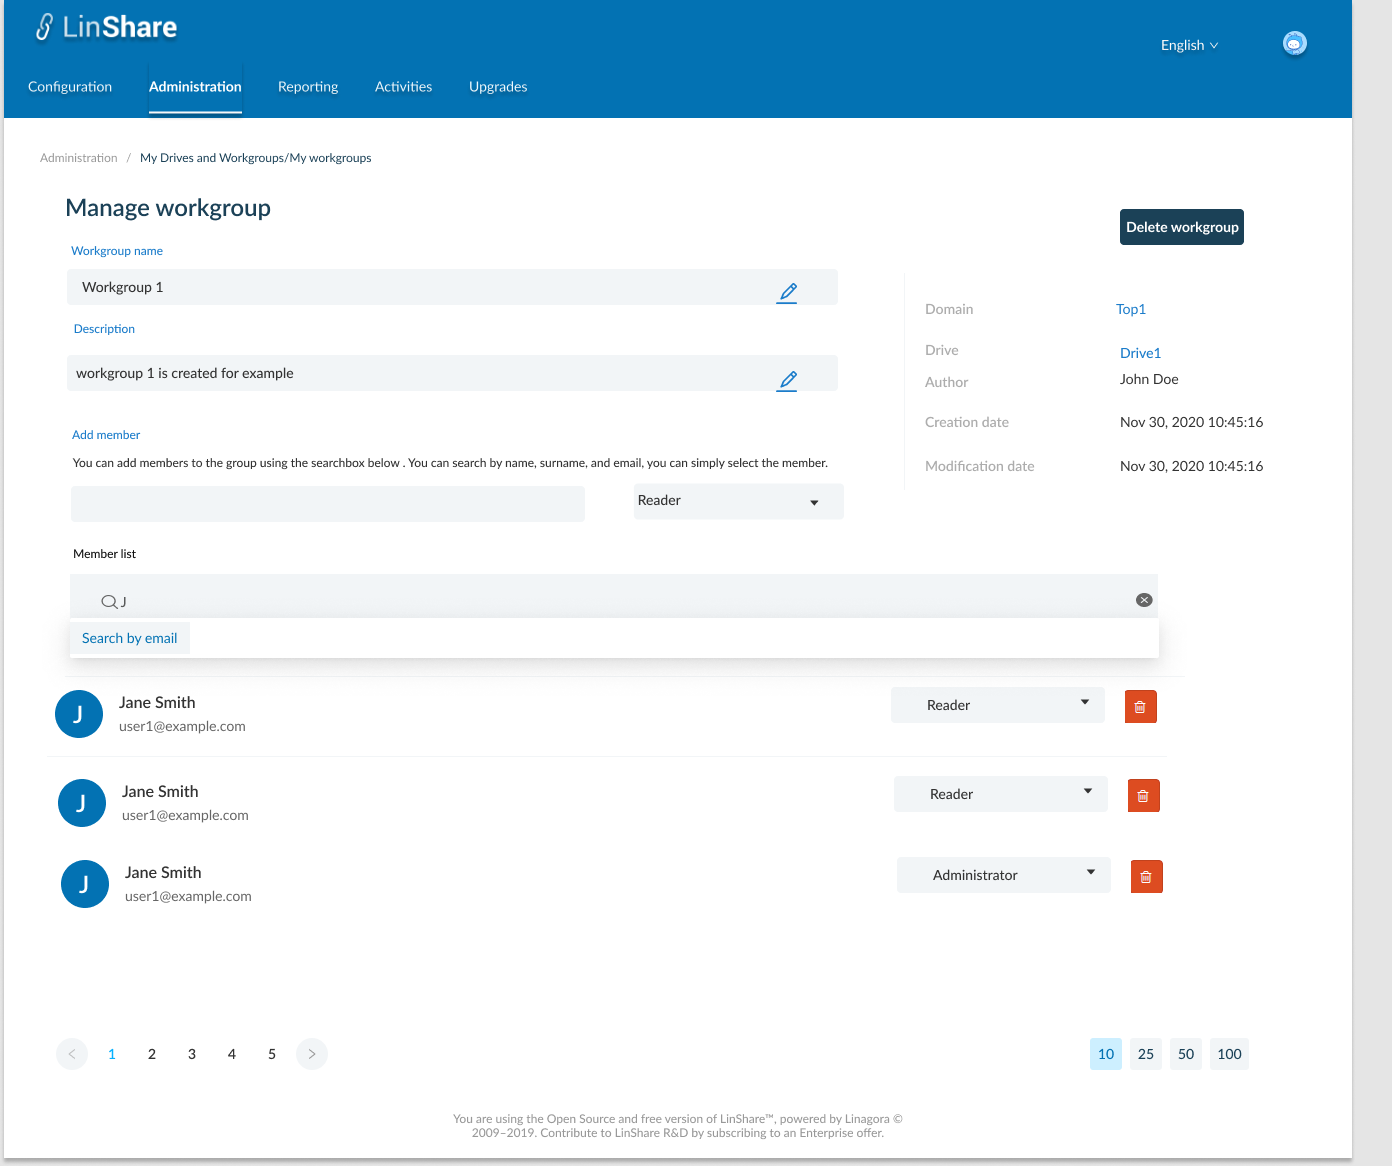 LinShare
English
Configuration Administration Reporting Activities Upgrades
Administration / My Drives and Workgroups/My workgroups
Manage workgroup
Delete workgroup
Workgroup name
Workgroup 1
Description
workgroup 1 is created for example
Domain Top1
Drive Drive1
Author John Doe
Creation date Nov 30, 2020 10:45:16
Modification date Nov 30, 2020 10:45:16
Add member
You can add members to the group using the searchbox below . You can search by name, surname, and email, you can simply select the member.
Reader
Member list
J
Search by email
J Jane Smith Reader
user1@example.com
J Jane Smith Reader
user1@example.com
J Jane Smith Administrator
user1@example.com
< 1 2 3 4 5 > 10 25 50 100
You are using the Open Source and free version of LinShare™, powered by Linagora ©
2009–2019. Contribute to LinShare R&D by subscribing to an Enterprise offer.